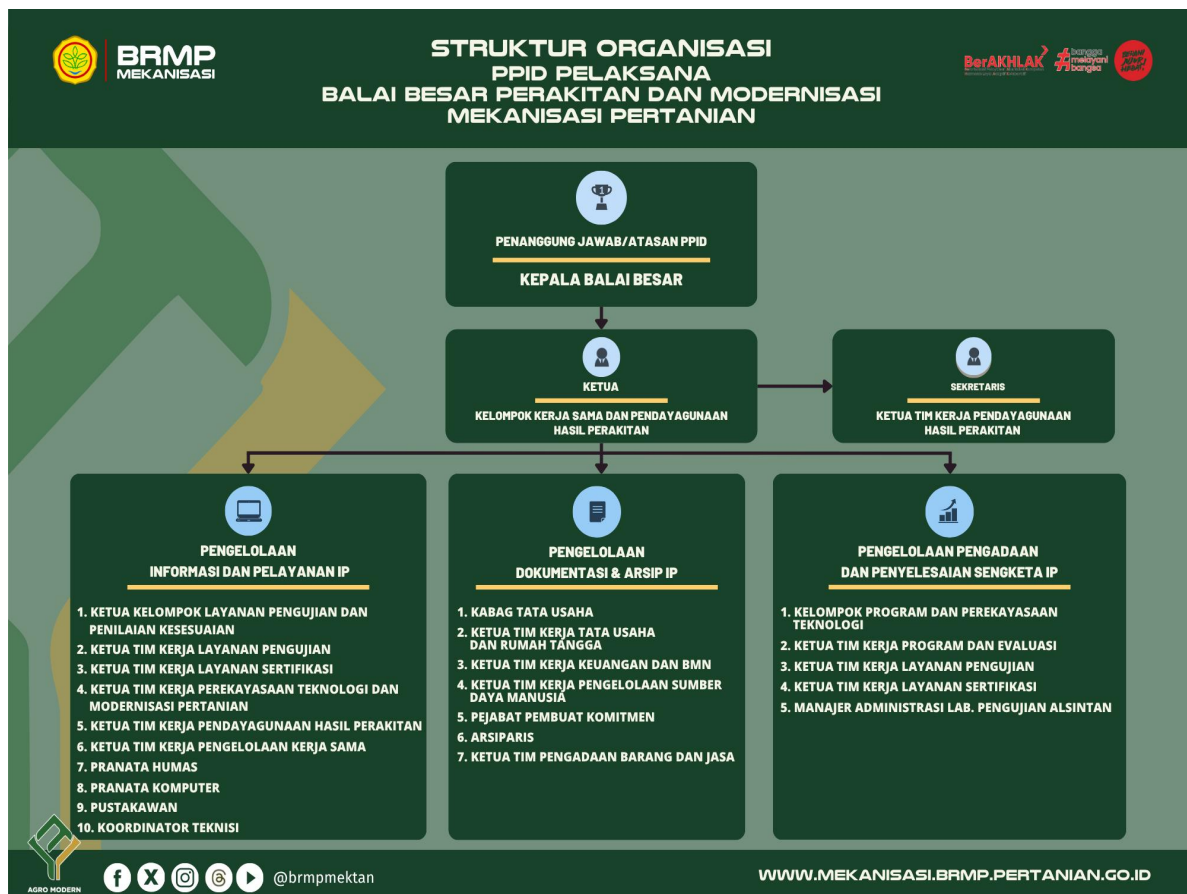 BRMP
MEKANISASI
STRUKTUR ORGANISASI
PPID PELAKSANA
BALAI BESAR PERAKITAN DAN MODERNISASI
MEKANISASI PERTANIAN
BerAKHLAK
#bangga
melayani
bangsa
1
PENANGGUNG JAWAB/ATASAN PPID
KEPALA BALAI BESAR
KETUA
KELOMPOK KERJA SAMA DAN PENDAYAGUNAAN
HASIL PERAKITAN
SEKRETARIS
KETUA TIM KERJA PENDAYAGUNAAN
HASIL PERAKITAN
PENGELOLAAN
INFORMASI DAN PELAYANAN IP
1. KETUA KELOMPOK LAYANAN PENGUJIAN DAN
PENILAIAN KESESUAIAN
2. KETUA TIM KERJA LAYANAN PENGUJIAN
3. KETUA TIM KERJA LAYANAN SERTIFIKASI
4. KETUA TIM KERJA PEREKAYASAAN TEKNOLOGI DAN
MODERNISASI PERTANIAN
5. KETUA TIM KERJA PENDAYAGUNAAN HASIL PERAKITAN
6. KETUA TIM KERJA PENGELOLAAN KERJA SAMA
7. PRANATA HUMAS
8. PRANATA KOMPUTER
9. PUSTAKAWAN
10. KOORDINATOR TEKNISI
PENGELOLAAN
DOKUMENTASI & ARSIP IP
1. KABAG TATA USAHA
2. KETUA TIM KERJA TATA USAHA
DAN RUMAH TANGGA
3. KETUA TIM KERJA KEUANGAN DAN BMN
4. KETUA TIM KERJA PENGELOLAAN SUMBER
DAYA MANUSIA
5. PEJABAT PEMBUAT KOMITMEN
6. ARSIPARIS
7. KETUA TIM PENGADAAN BARANG DAN JASA
PENGELOLAAN PENGADAAN
DAN PENYELESAIAN SENGKETA IP
1. KELOMPOK PROGRAM DAN PEREKAYASAAN
TEKNOLOGI
2. KETUA TIM KERJA PROGRAM DAN EVALUASI
3. KETUA TIM KERJA LAYANAN PENGUJIAN
4. KETUA TIM KERJA LAYANAN SERTIFIKASI
5. MANAJER ADMINISTRASI LAB. PENGUJIAN ALSINTAN
AGRO MODERN
@brmpmektan
WWW.MEKANISASI.BRMP.PERTANIAN.GO.ID